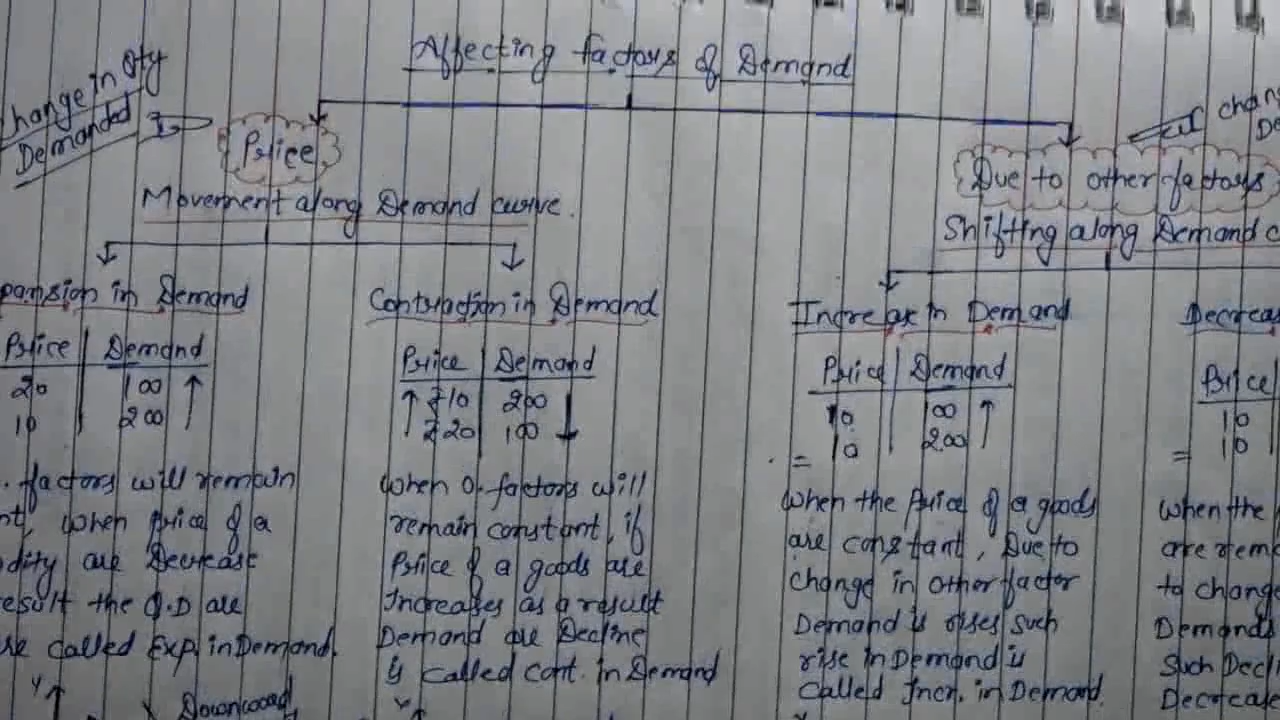 Affecting factors of Demand
Change in Qty
Demanded
Price
Movement along Demand curve.
chan
De
Due to other factors
Shifting along Demand c
pansion in Demand
Price Demand
20 100
10 200
. factors will remain
nt, when price of a
odity are Decrease
esult the Q.D are
se called Exp. in Demand.
Y
Downward
Contraction in Demand
Price Demand
₹10 200
₹20 100
when o. factors will
remain constant, if
Price of a goods are
Increases as a result
Demand are Decline
is called Cont. in Demand
Increase in Demand
Price Demand
10 100
10 200
=
when the price of a goods
are constant, Due to
change in other factor
Demand is rises such
rise in Demand is
called Incr. in Demand.
Decreas
Price
10
10
=
when the
are rem
to change
Demands
Such Decli
Decrease